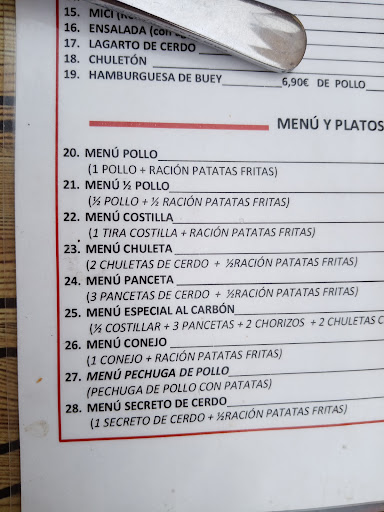 15. MICI
16. ENSALADA (con
17. LAGARTO DE CERDO
18. CHULETÓN
19. HAMBURGUESA DE BUEY__________6,90€ DE POLLO
MENÚ Y PLATOS
20. MENÚ POLLO
(1 POLLO + RACIÓN PATATAS FRITAS)
21. MENÚ ½ POLLO
(½ POLLO + ½ RACIÓN PATATAS FRITAS)
22. MENÚ COSTILLA
(1 TIRA COSTILLA + RACIÓN PATATAS FRITAS)
23. MENÚ CHULETA
(2 CHULETAS DE CERDO + ½RACIÓN PATATAS FRITAS)
24. MENÚ PANCETA
(3 PANCETAS DE CERDO + ½RACIÓN PATATAS FRITAS)
25. MENÚ ESPECIAL AL CARBÓN
(½ COSTILLAR + 3 PANCETAS + 2 CHORIZOS + 2 CHULETAS C
26. MENÚ CONEJO
(1 CONEJO + RACIÓN PATATAS FRITAS)
27. MENÚ PECHUGA DE POLLO
(PECHUGA DE POLLO CON PATATAS)
28. MENÚ SECRETO DE CERDO
(1 SECRETO DE CERDO + ½RACIÓN PATATAS FRITAS)